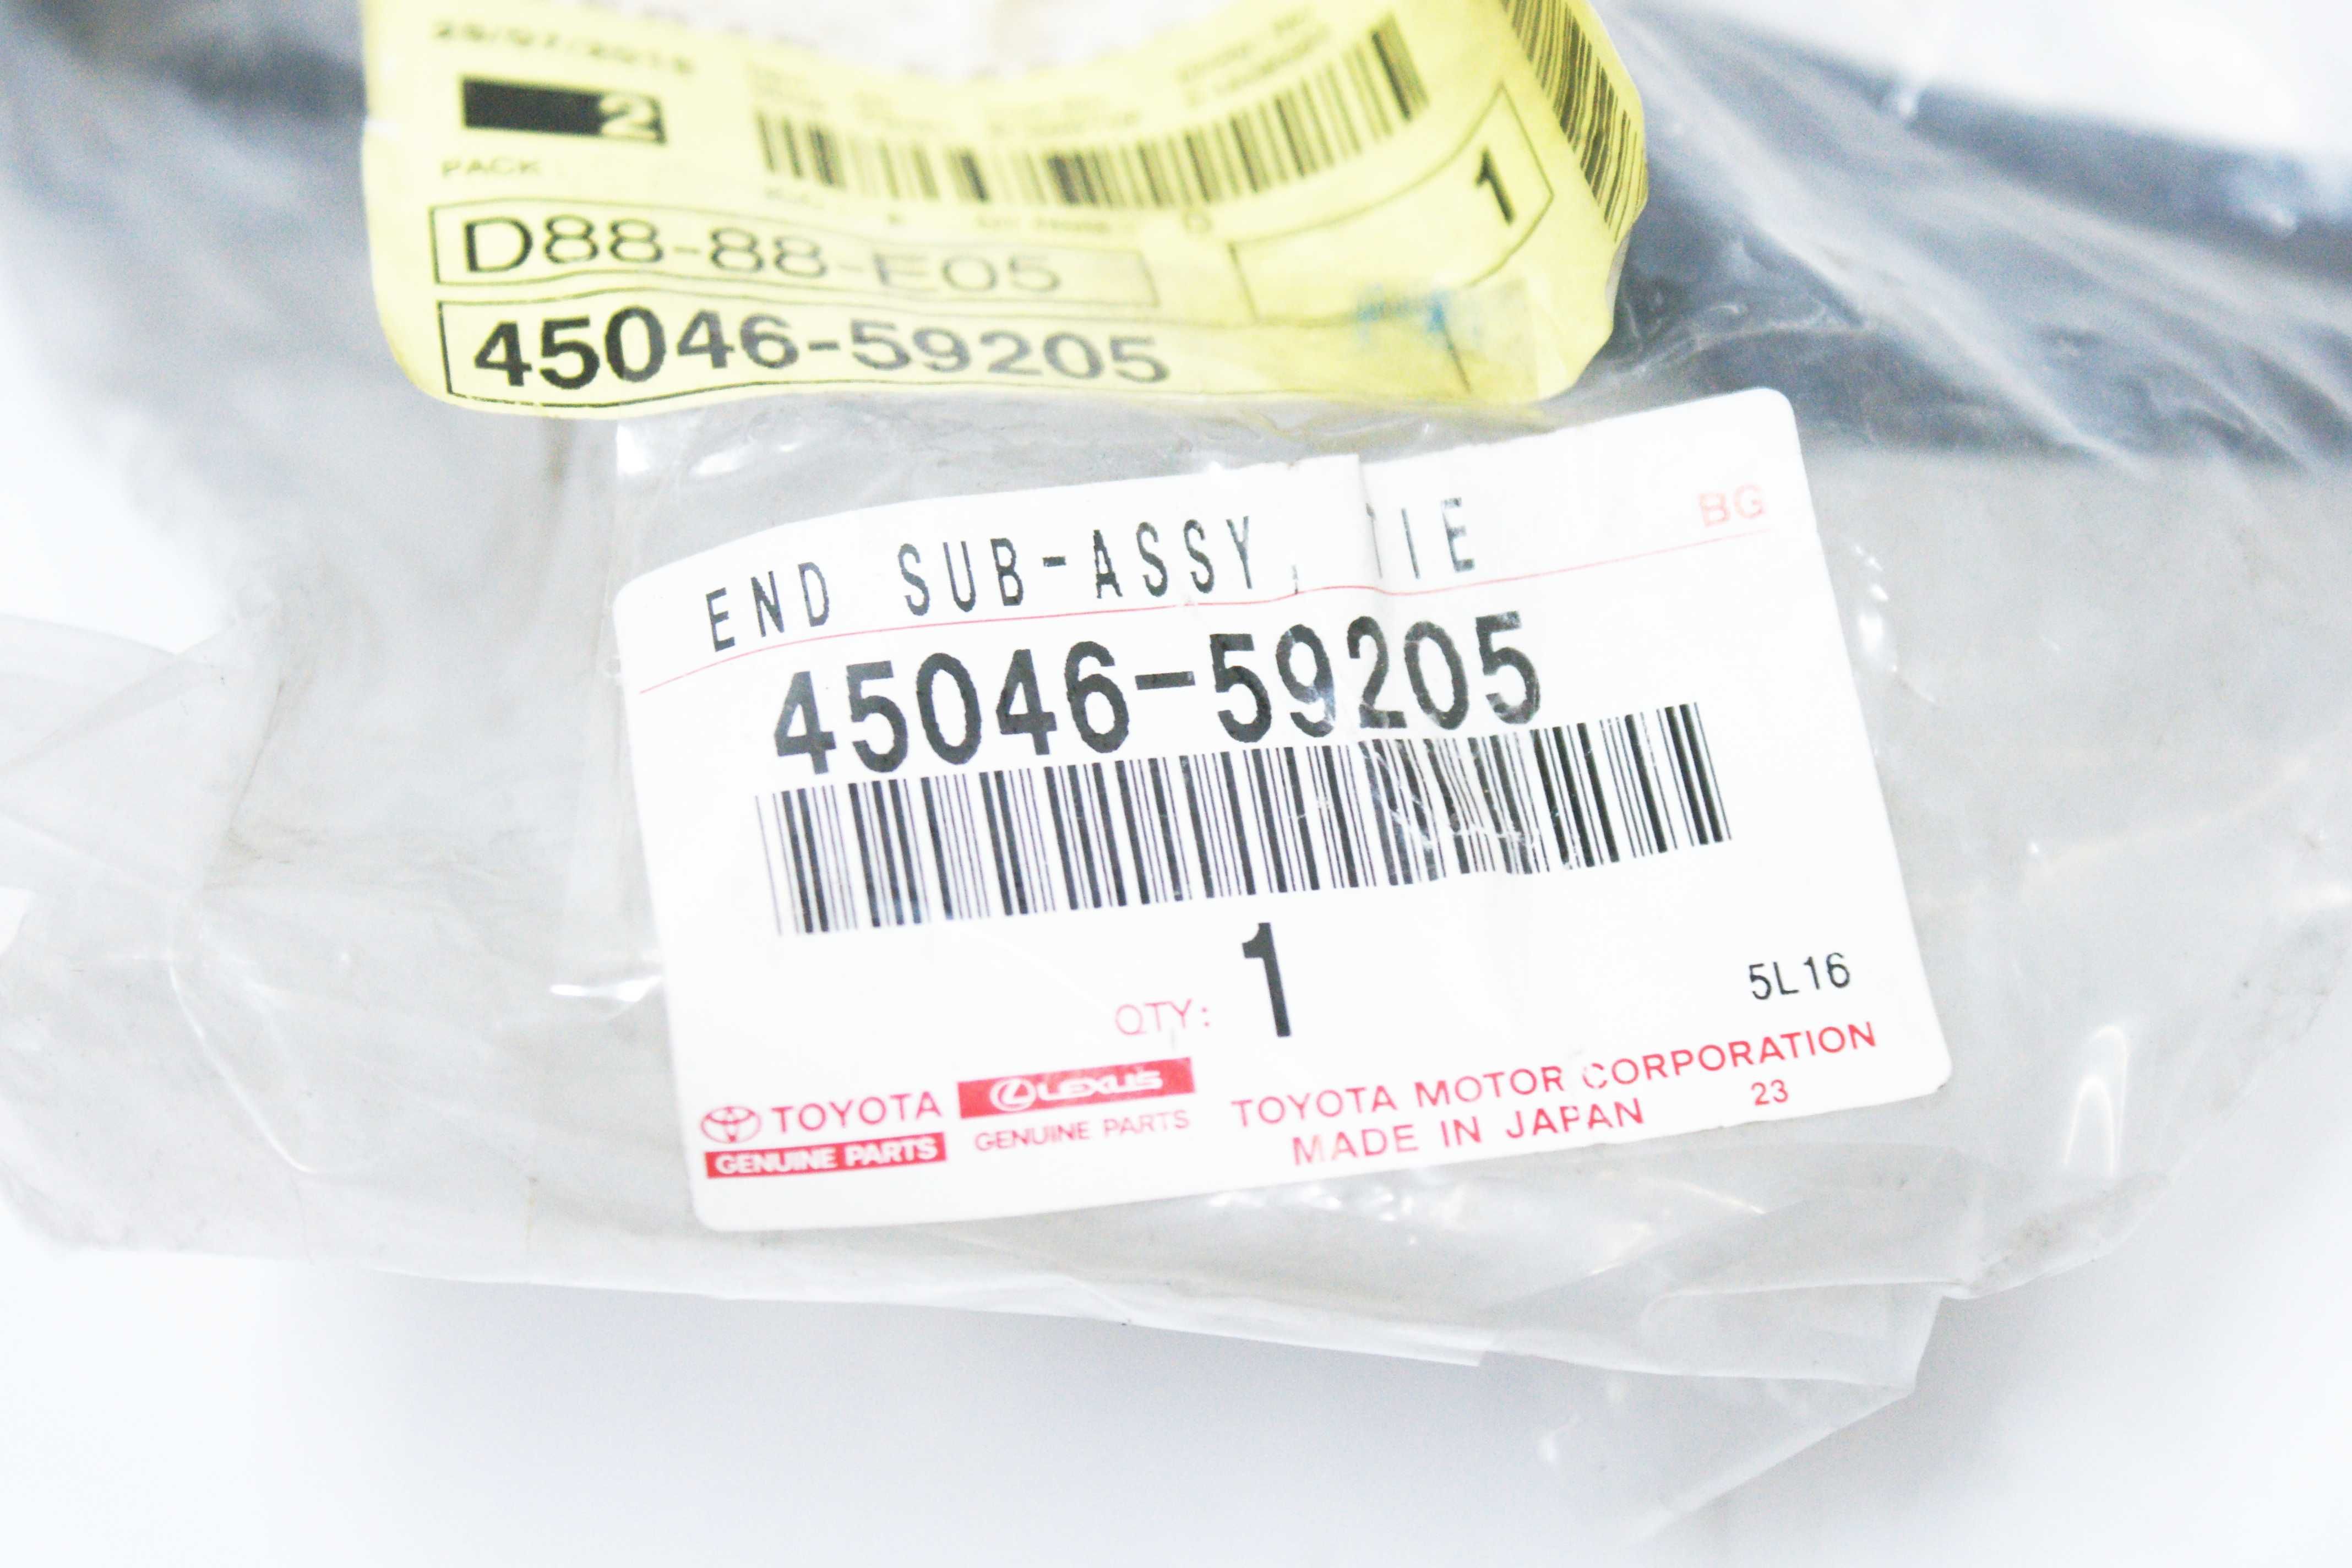 2
PACK
1
D88-88-E05
45046-59205
END SUB-ASSY, TIE
BG
45046-59205
QTY: 1
5L16
TOYOTA
GENUINE PARTS
LEXUS
GENUINE PARTS
TOYOTA MOTOR CORPORATION
MADE IN JAPAN
23